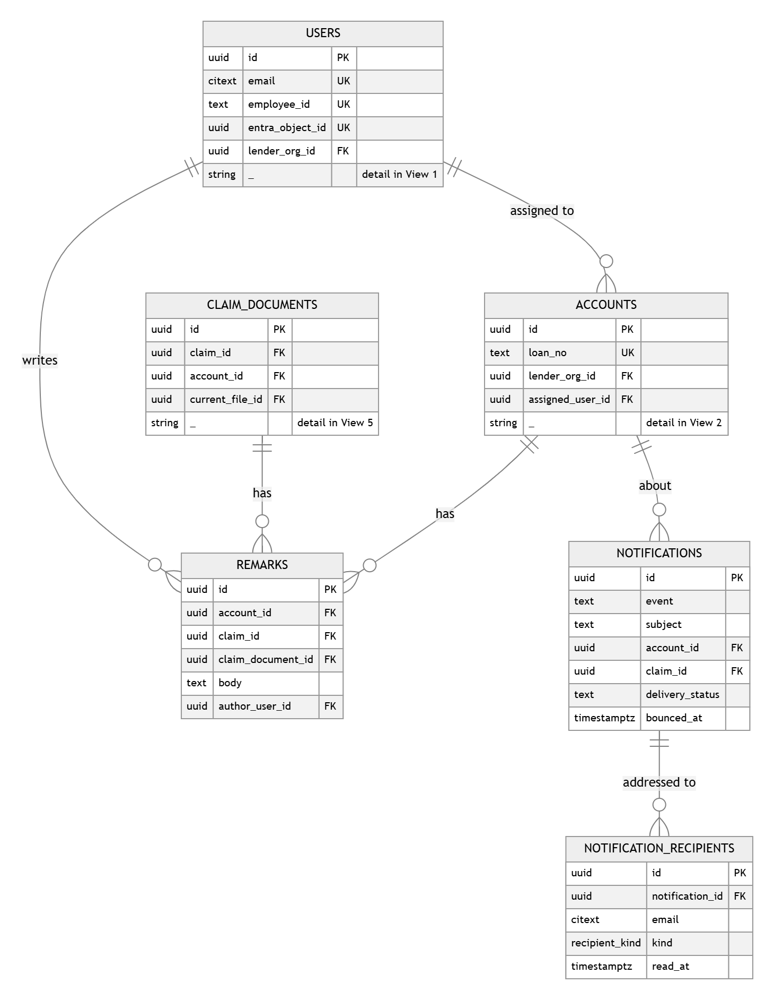 USERS
uuid id PK
citext email UK
text employee_id UK
uuid entra_object_id UK
uuid lender_org_id FK
string _ detail in View 1
assigned to
writes
CLAIM_DOCUMENTS
uuid id PK
uuid claim_id FK
uuid account_id FK
uuid current_file_id FK
string _ detail in View 5
ACCOUNTS
uuid id PK
text loan_no UK
uuid lender_org_id FK
uuid assigned_user_id FK
string _ detail in View 2
has
has
about
REMARKS
uuid id PK
uuid account_id FK
uuid claim_id FK
uuid claim_document_id FK
text body
uuid author_user_id FK
NOTIFICATIONS
uuid id PK
text event
text subject
uuid account_id FK
uuid claim_id FK
text delivery_status
timestamptz bounced_at
addressed to
NOTIFICATION_RECIPIENTS
uuid id PK
uuid notification_id FK
citext email
recipient_kind kind
timestamptz read_at